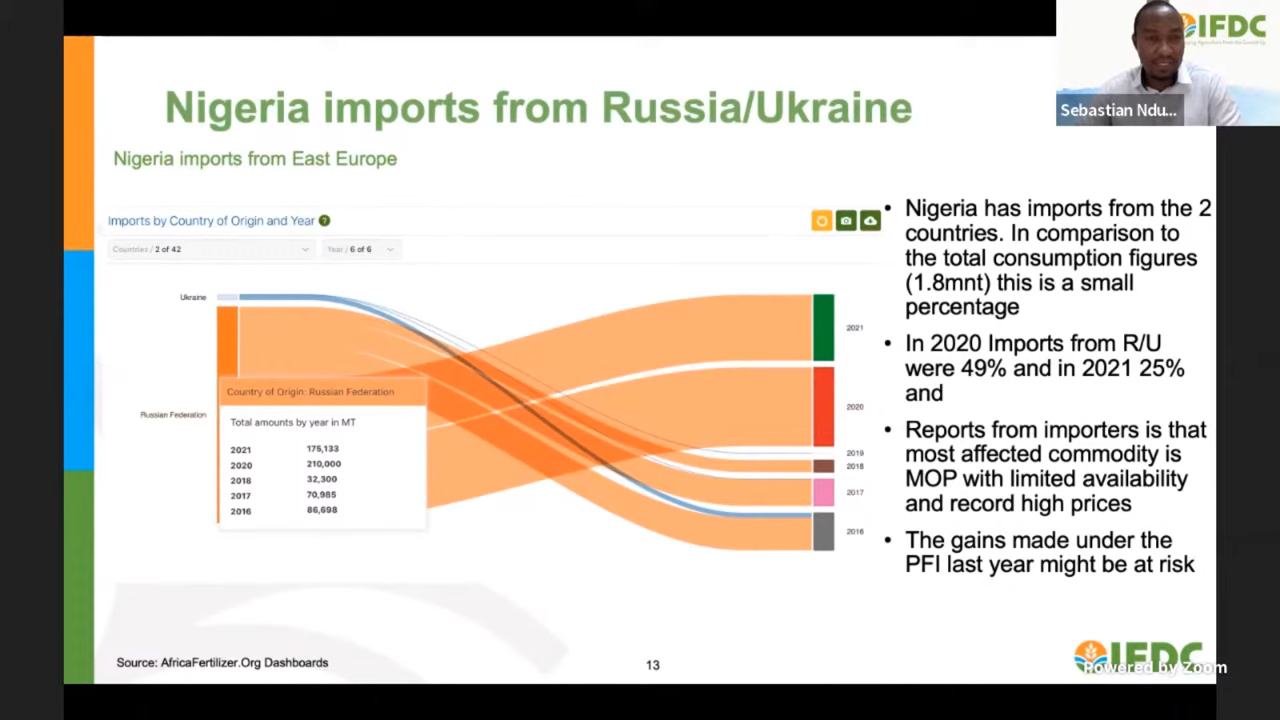 IFDC
Sebastian Ndu...
Nigeria imports from Russia/Ukraine
Nigeria imports from East Europe
Imports by Country of Origin and Year ?
Countries / 2 of 42
Year / 6 of 6
Ukraine
Russian Federation
Country of Origin: Russian Federation
Total amounts by year in MT
2021 175,133
2020 210,000
2018 32,300
2017 70,985
2016 86,698
2021
2020
2019
2018
2017
2016
• Nigeria has imports from the 2
countries. In comparison to
the total consumption figures
(1.8mnt) this is a small
percentage
• In 2020 Imports from R/U
were 49% and in 2021 25%
and
• Reports from importers is that
most affected commodity is
MOP with limited availability
and record high prices
• The gains made under the
PFI last year might be at risk
Source: AfricaFertilizer.Org Dashboards
13
IFDC
Powered by Zoom